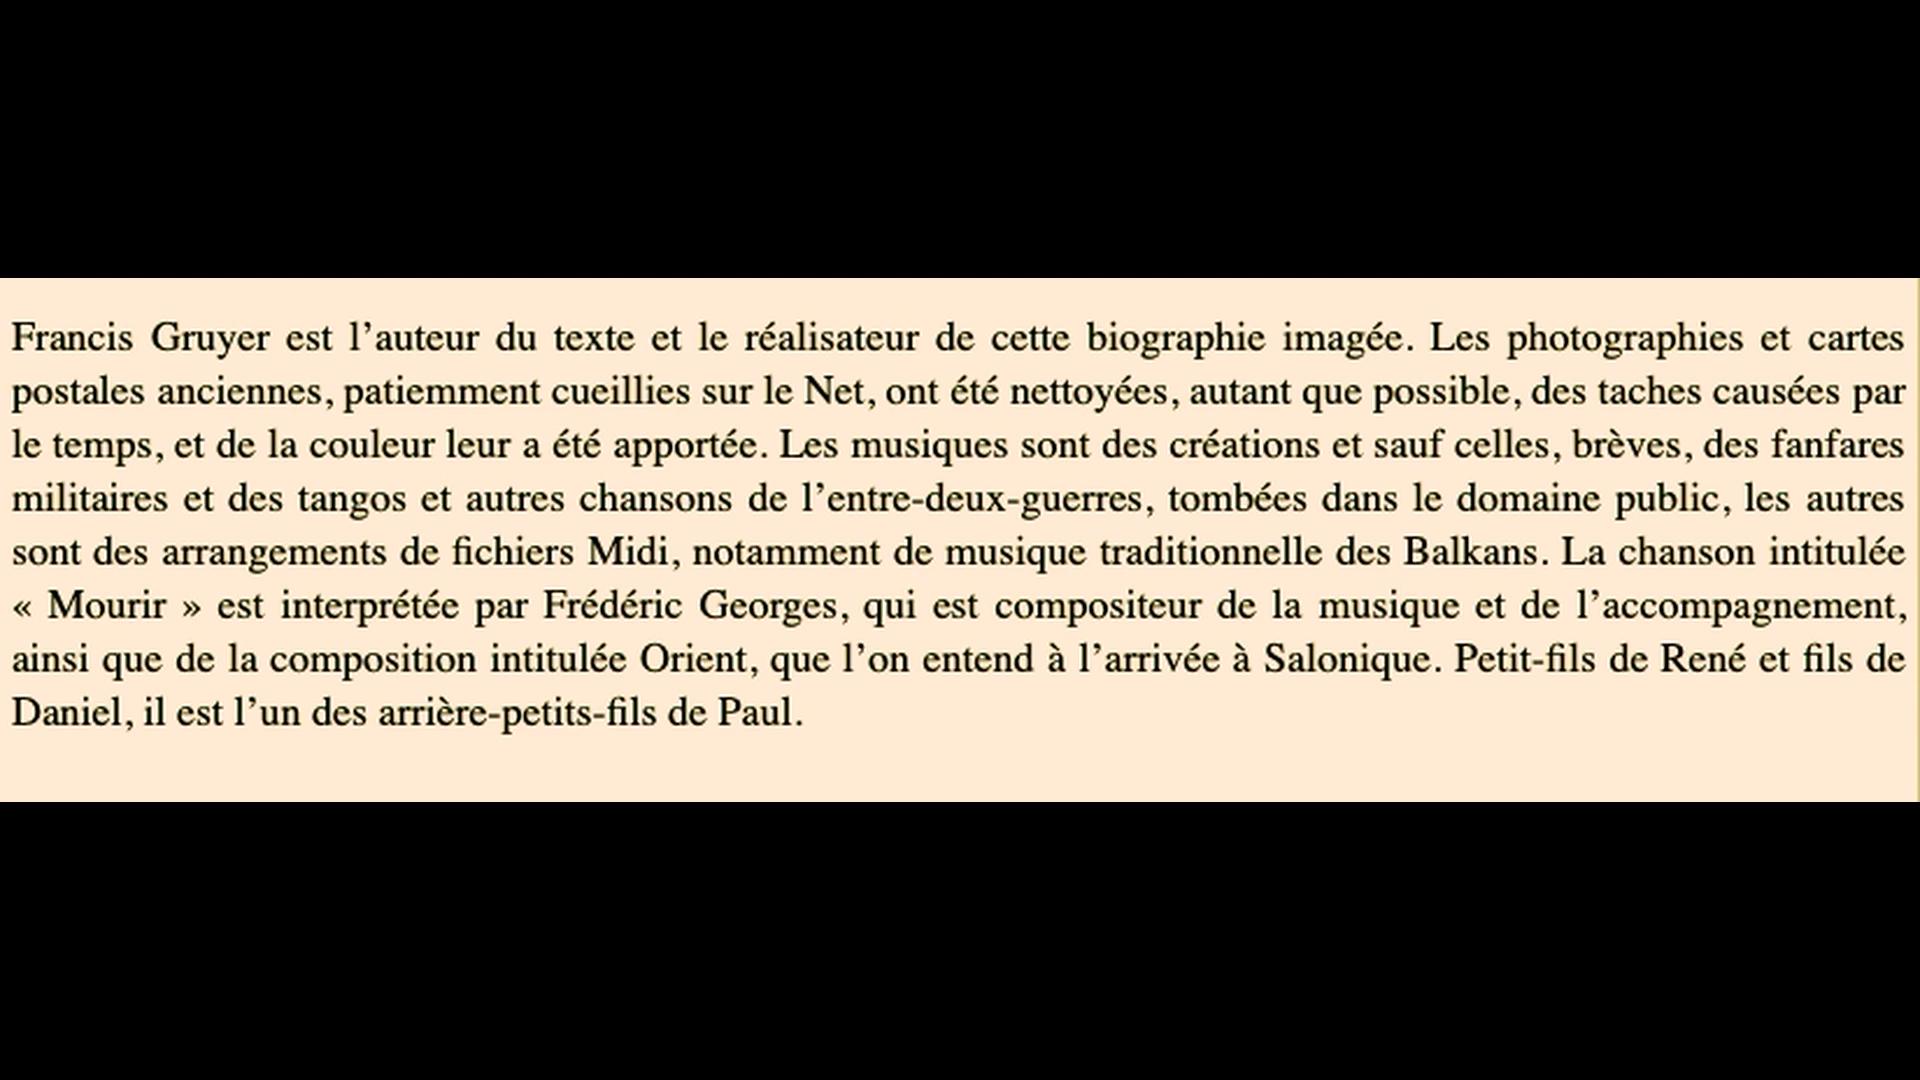 Francis Gruyer est l’auteur du texte et le réalisateur de cette biographie imagée. Les photographies et cartes
postales anciennes, patiemment cueillies sur le Net, ont été nettoyées, autant que possible, des taches causées par
le temps, et de la couleur leur a été apportée. Les musiques sont des créations et sauf celles, brèves, des fanfares
militaires et des tangos et autres chansons de l’entre-deux-guerres, tombées dans le domaine public, les autres
sont des arrangements de fichiers Midi, notamment de musique traditionnelle des Balkans. La chanson intitulée
« Mourir » est interprétée par Frédéric Georges, qui est compositeur de la musique et de l’accompagnement,
ainsi que de la composition intitulée Orient, que l’on entend à l’arrivée à Salonique. Petit-fils de René et fils de
Daniel, il est l’un des arrière-petits-fils de Paul.